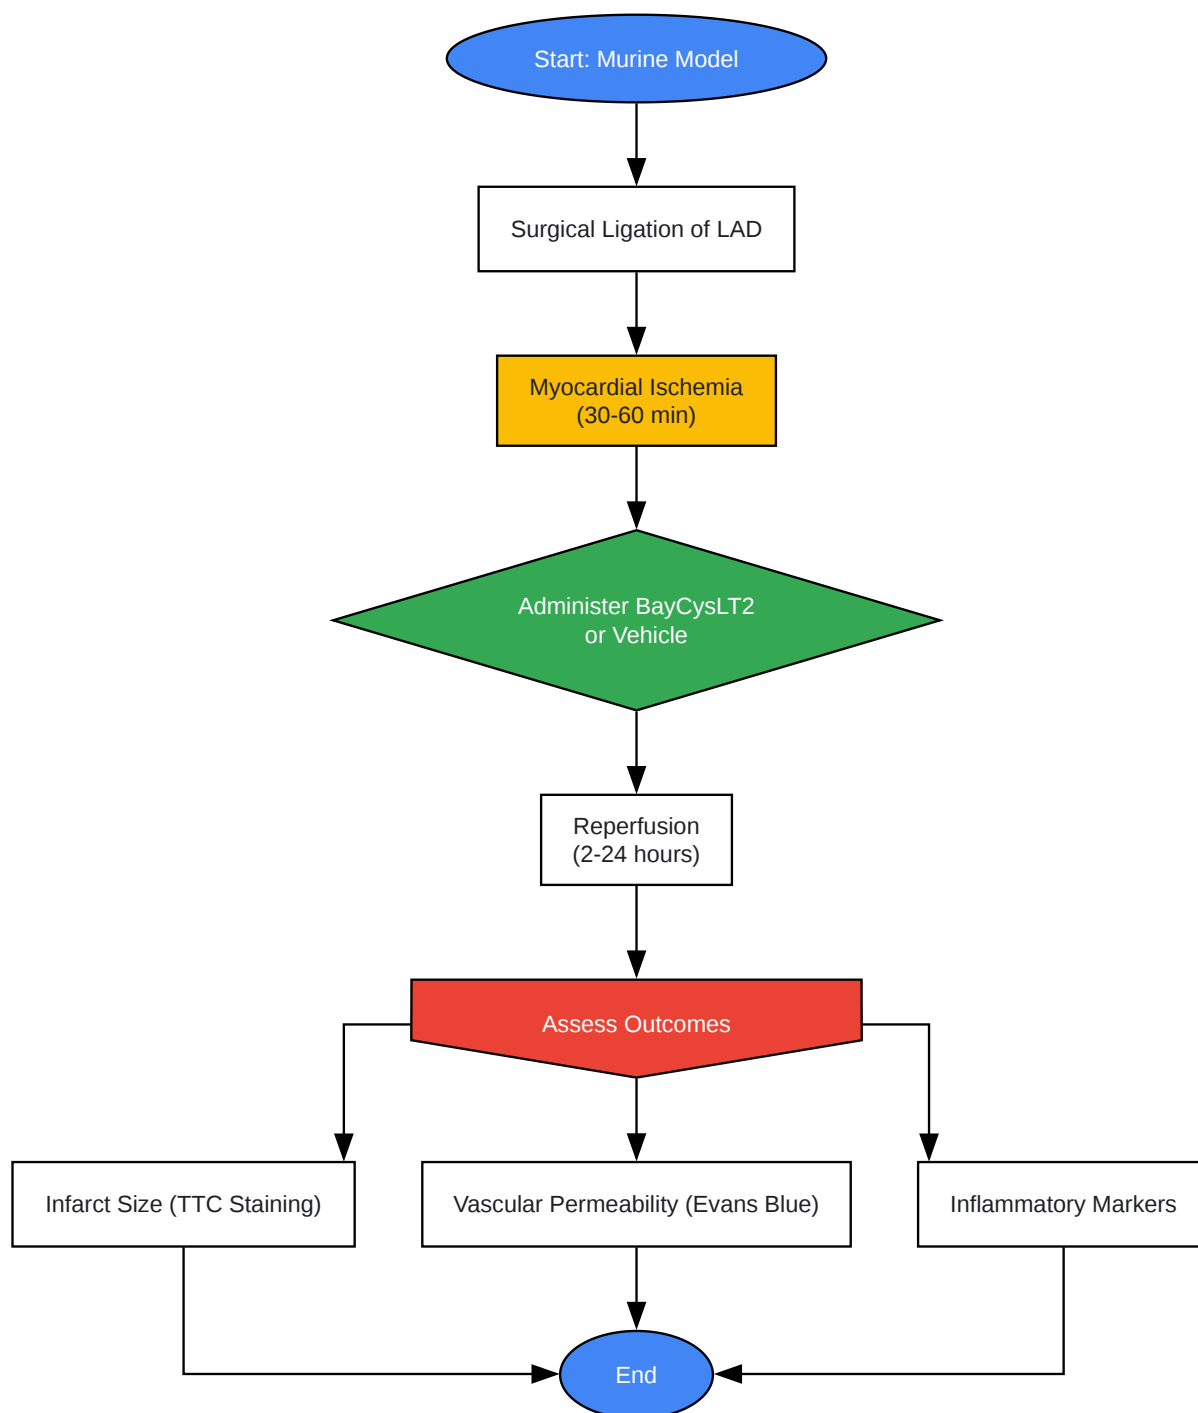 Start: Murine Model
Surgical Ligation of LAD
Myocardial Ischemia
(30-60 min)
Administer BayCysLT2
or Vehicle
Reperfusion
(2-24 hours)
Assess Outcomes
Infarct Size (TTC Staining)
Vascular Permeability (Evans Blue)
Inflammatory Markers
End